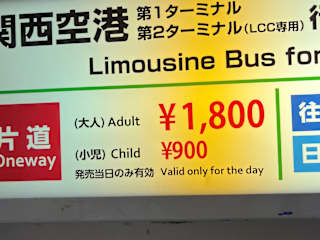 関西空港 第1ターミナル
第2ターミナル(LCC専用)
Limousine Bus for
片道
Oneway
(大人) Adult ¥1,800
(小児) Child ¥900
発売当日のみ有効 Valid only for the day
往
日